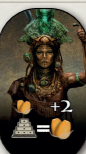 +2
=